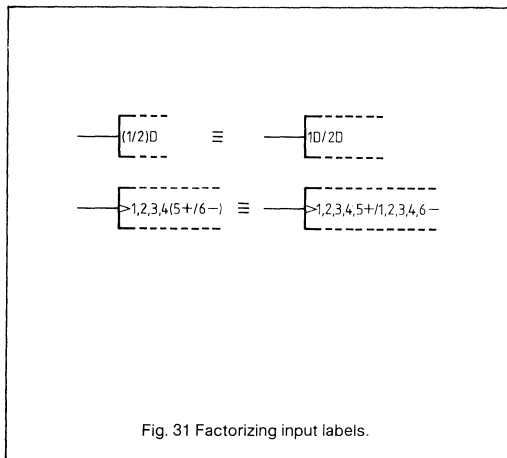 (1/2)D ≡ 1D/2D
1,2,3,4(5+/6−) ≡ 1,2,3,4,5+/1,2,3,4,6−
Fig. 31 Factorizing input labels.